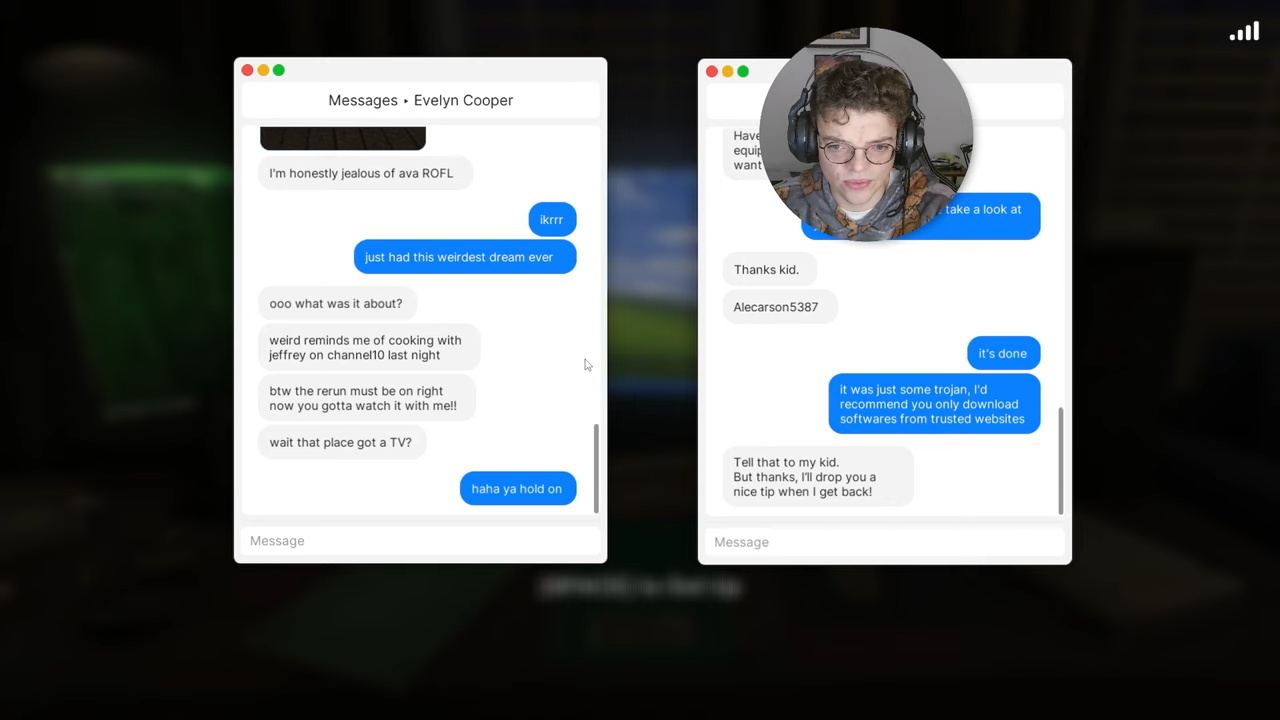 Messages ▸ Evelyn Cooper
I'm honestly jealous of ava ROFL
ikrrr
just had this weirdest dream ever
ooo what was it about?
weird reminds me of cooking with
jeffrey on channel10 last night
btw the rerun must be on right
now you gotta watch it with me!!
wait that place got a TV?
haha ya hold on
Message
Have
equip
want
take a look at
Thanks kid.
Alecarson5387
it's done
it was just some trojan, I'd
recommend you only download
softwares from trusted websites
Tell that to my kid.
But thanks, I'll drop you a
nice tip when I get back!
Message